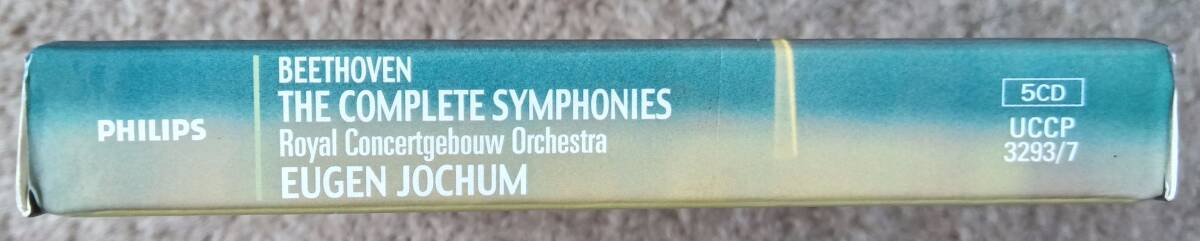 PHILIPS
BEETHOVEN
THE COMPLETE SYMPHONIES
Royal Concertgebouw Orchestra
EUGEN JOCHUM
5CD
UCCP
3293/7